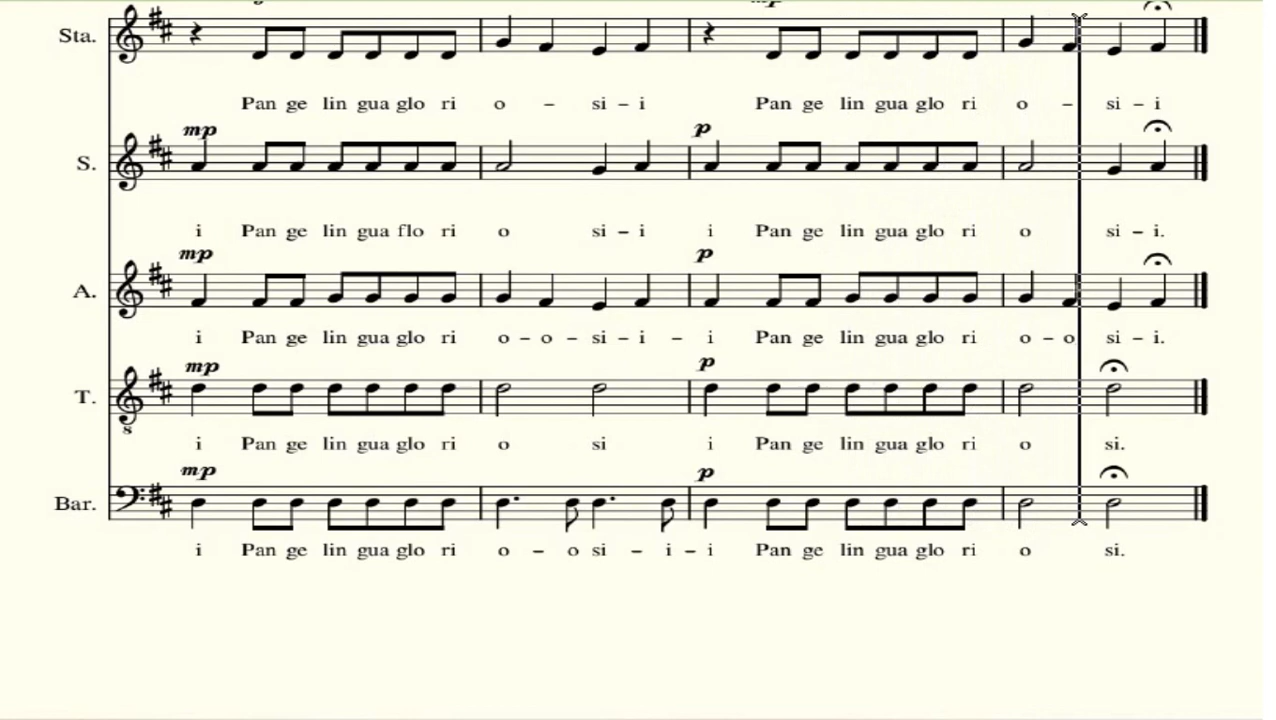 mp
Sta.
Pan ge lin gua glo ri o - si - i Pan ge lin gua glo ri o - si - i
mp p
S.
i Pan ge lin gua flo ri o si - i i Pan ge lin gua glo ri o si - i.
mp p
A.
i Pan ge lin gua glo ri o - o - si - i - i Pan ge lin gua glo ri o - o si - i.
mp p
T.
8
i Pan ge lin gua glo ri o si i Pan ge lin gua glo ri o si.
mp p
Bar.
i Pan ge lin gua glo ri o - o si - i - i Pan ge lin gua glo ri o si.